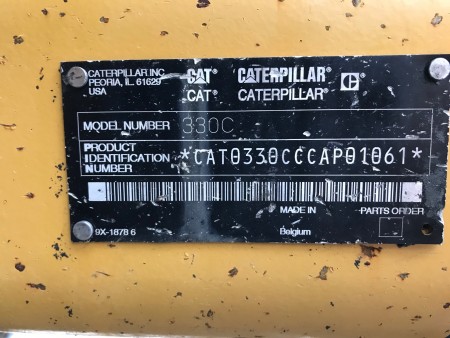 CATERPILLAR INC.
PEORIA, IL. 61629
USA
CAT CATERPILLAR C
CAT® CATERPILLAR®
MODEL NUMBER 330C
PRODUCT
IDENTIFICATION
NUMBER *CAT0330CCCAP01061*
MADE IN
PARTS ORDER
9X-1878 6
Belgium